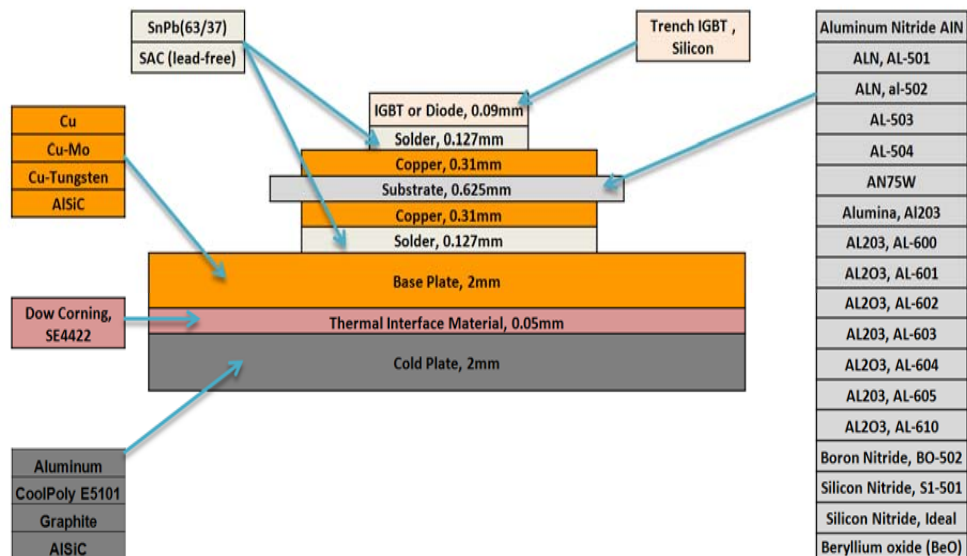 SnPb(63/37)
SAC (lead-free)
Trench IGBT ,
Silicon
IGBT or Diode, 0.09mm
Solder, 0.127mm
Copper, 0.31mm
Substrate, 0.625mm
Copper, 0.31mm
Solder, 0.127mm
Base Plate, 2mm
Thermal Interface Material, 0.05mm
Cold Plate, 2mm
Cu
Cu-Mo
Cu-Tungsten
AlSiC
Dow Corning,
SE4422
Aluminum
CoolPoly E5101
Graphite
AlSiC
Aluminum Nitride AlN
ALN, AL-501
ALN, al-502
AL-503
AL-504
AN75W
Alumina, Al203
AL203, AL-600
AL2O3, AL-601
AL2O3, AL-602
AL203, AL-603
AL2O3, AL-604
AL203, AL-605
AL2O3, AL-610
Boron Nitride, BO-502
Silicon Nitride, S1-501
Silicon Nitride, Ideal
Beryllium oxide (BeO)